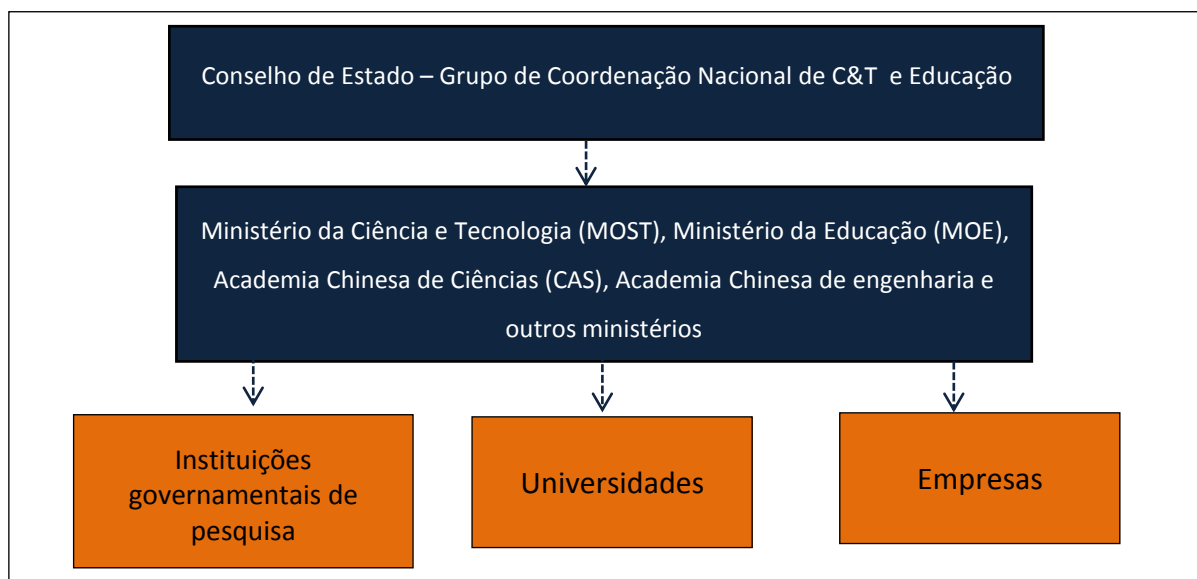 Conselho de Estado – Grupo de Coordenação Nacional de C&T e Educação
Ministério da Ciência e Tecnologia (MOST), Ministério da Educação (MOE),
Academia Chinesa de Ciências (CAS), Academia Chinesa de engenharia e
outros ministérios
Instituições
governamentais de
pesquisa
Universidades
Empresas